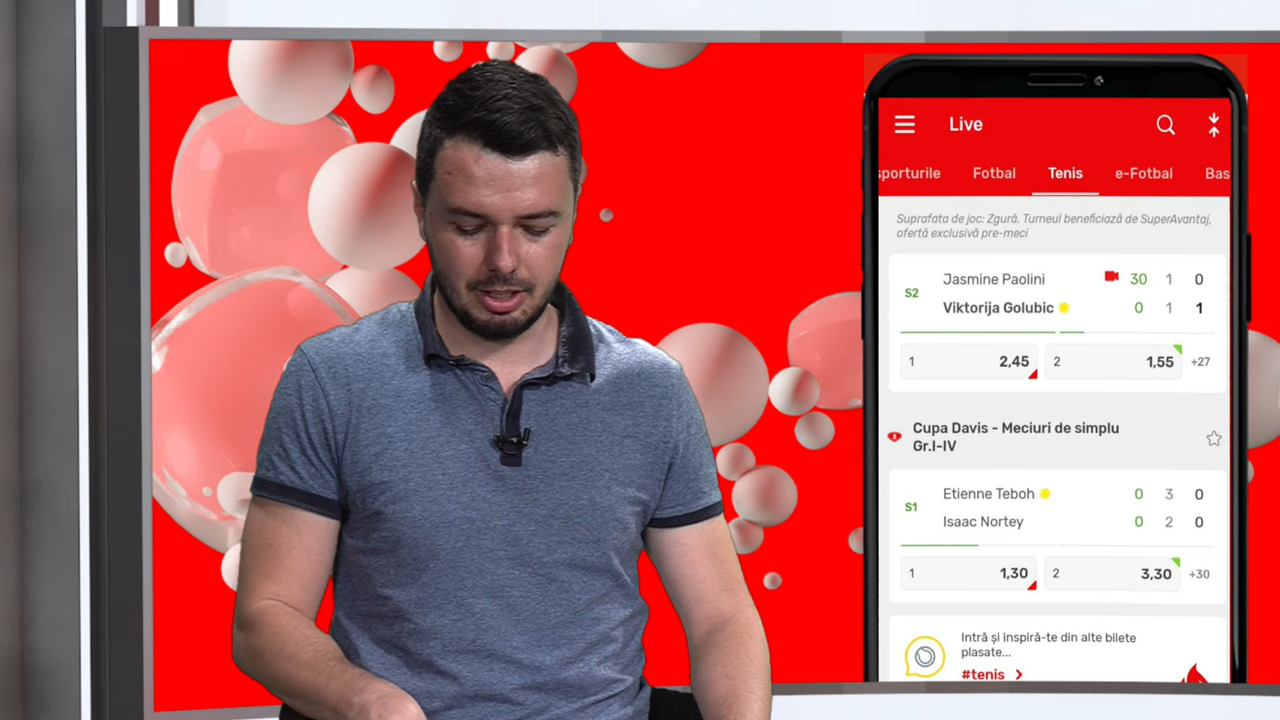 Live
sporturile Fotbal Tenis e-Fotbal Bas
Suprafata de joc: Zgură. Turneul beneficiază de SuperAvantaj,
ofertă exclusivă pre-meci
S2
Jasmine Paolini 30 1 0
Viktorija Golubic 0 1 1
1 2,45 2 1,55 +27
Cupa Davis - Meciuri de simplu
Gr.I-IV
S1
Etienne Teboh 0 3 0
Isaac Nortey 0 2 0
1 1,30 2 3,30 +30
Intră și inspiră-te din alte bilete
plasate...
#tenis